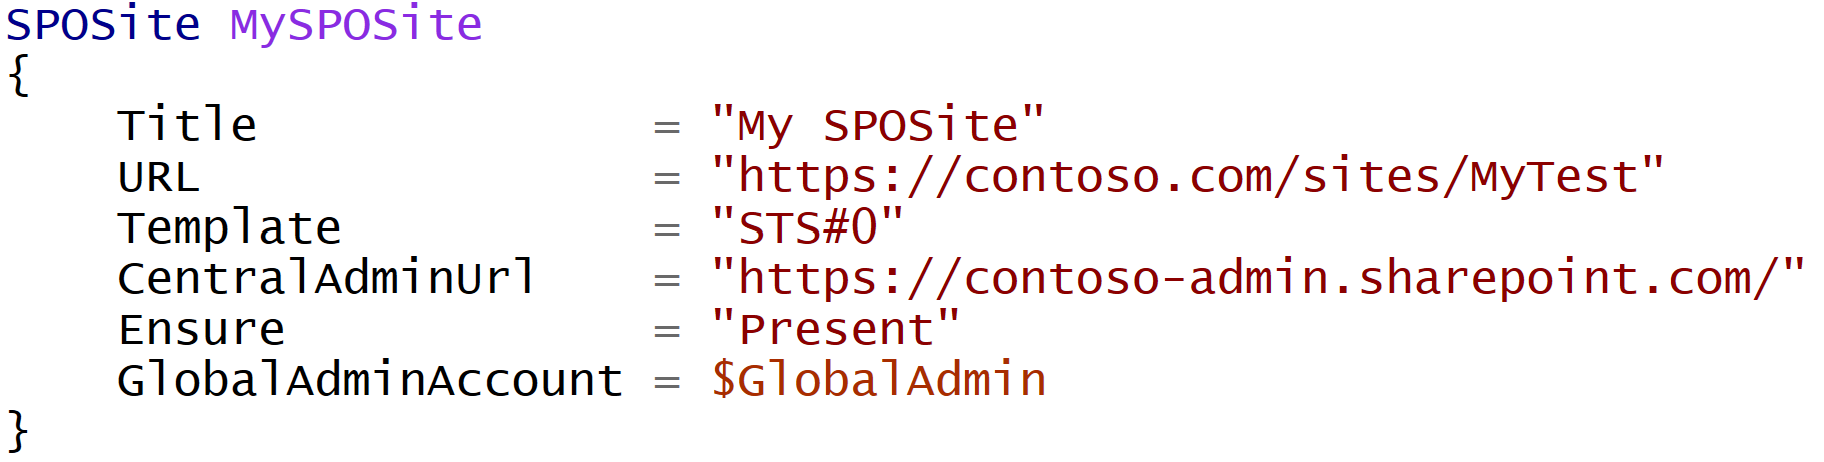 SPOSite MySPOSite
{
    Title              = "My SPOSite"
    URL                = "https://contoso.com/sites/MyTest"
    Template           = "STS#0"
    CentralAdminUrl    = "https://contoso-admin.sharepoint.com/"
    Ensure             = "Present"
    GlobalAdminAccount = $GlobalAdmin
}